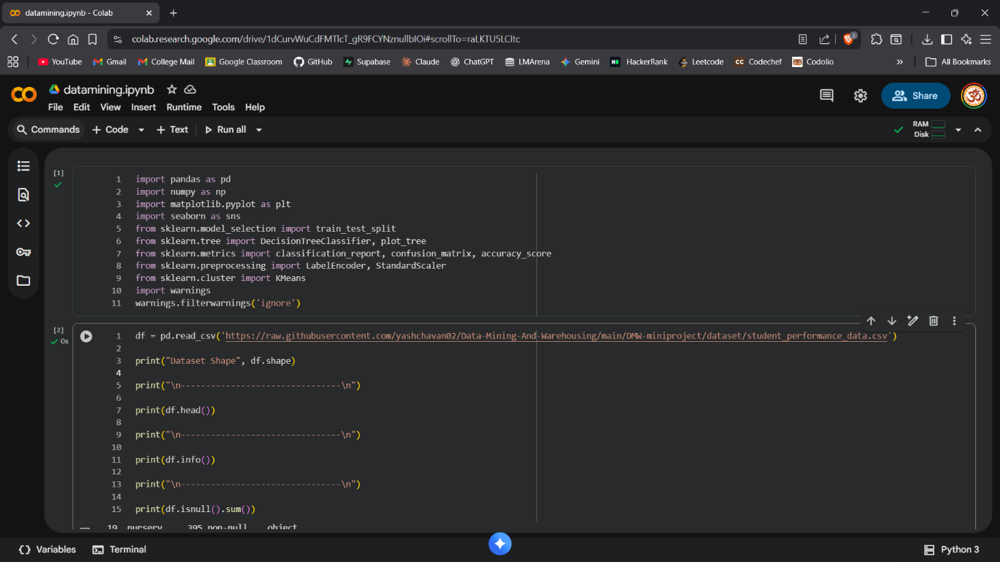 datamining.ipynb - Colab
colab.research.google.com/drive/1dCurvWuCdFMTlcT_gR9FCYNznullbIOi#scrollTo=raLKTU5LCItc
3
YouTube Gmail College Mail Google Classroom GitHub Supabase Claude ChatGPT LMArena Gemini HackerRank Leetcode CC Codechef Codolio » All Bookmarks
datamining.ipynb
File Edit View Insert Runtime Tools Help
Share
Commands + Code + Text Run all
RAM
Disk
[1]
1 import pandas as pd
2 import numpy as np
3 import matplotlib.pyplot as plt
4 import seaborn as sns
5 from sklearn.model_selection import train_test_split
6 from sklearn.tree import DecisionTreeClassifier, plot_tree
7 from sklearn.metrics import classification_report, confusion_matrix, accuracy_score
8 from sklearn.preprocessing import LabelEncoder, StandardScaler
9 from sklearn.cluster import KMeans
10 import warnings
11 warnings.filterwarnings('ignore')
[2]
0s
1 df = pd.read_csv('https://raw.githubusercontent.com/yashchavan02/Data-Mining-And-Warehousing/main/DMW-miniproject/dataset/student_performance_data.csv')
2
3 print("Dataset Shape", df.shape)
4
5 print("\n--------------------------------\n")
6
7 print(df.head())
8
9 print("\n--------------------------------\n")
10
11 print(df.info())
12
13 print("\n--------------------------------\n")
14
15 print(df.isnull().sum())
19 nursery 395 non-null object
{} Variables Terminal Python 3